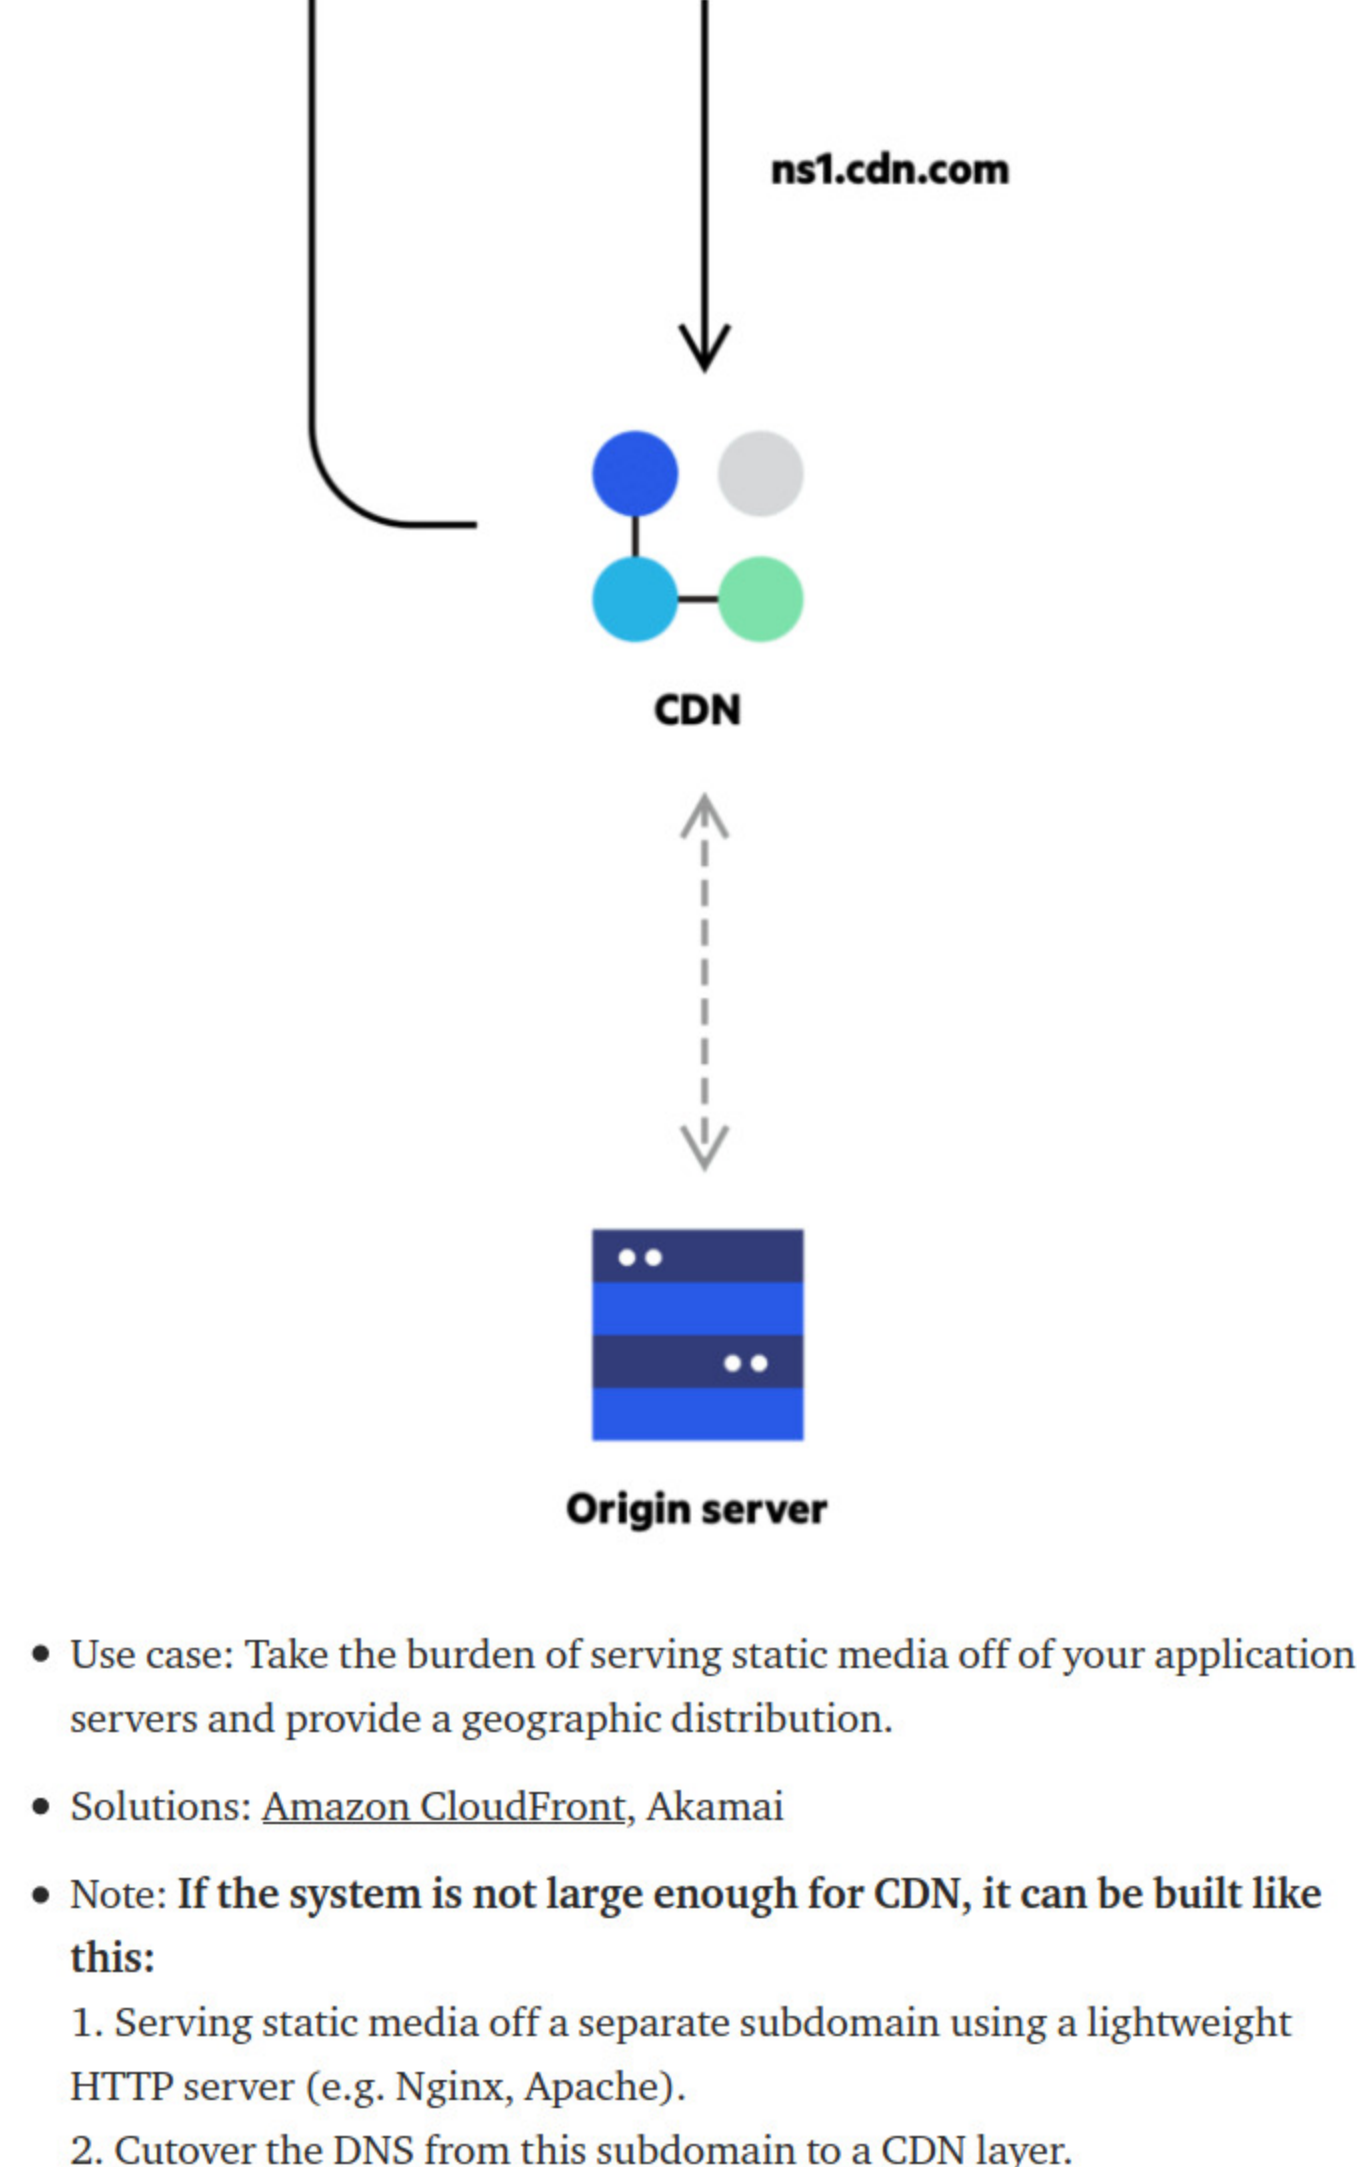 ns1.cdn.com
CDN
Origin server
• Use case: Take the burden of serving static media off of your application
servers and provide a geographic distribution.
• Solutions: Amazon CloudFront, Akamai
• Note: If the system is not large enough for CDN, it can be built like
this:
1. Serving static media off a separate subdomain using a lightweight
HTTP server (e.g. Nginx, Apache).
2. Cutover the DNS from this subdomain to a CDN layer.